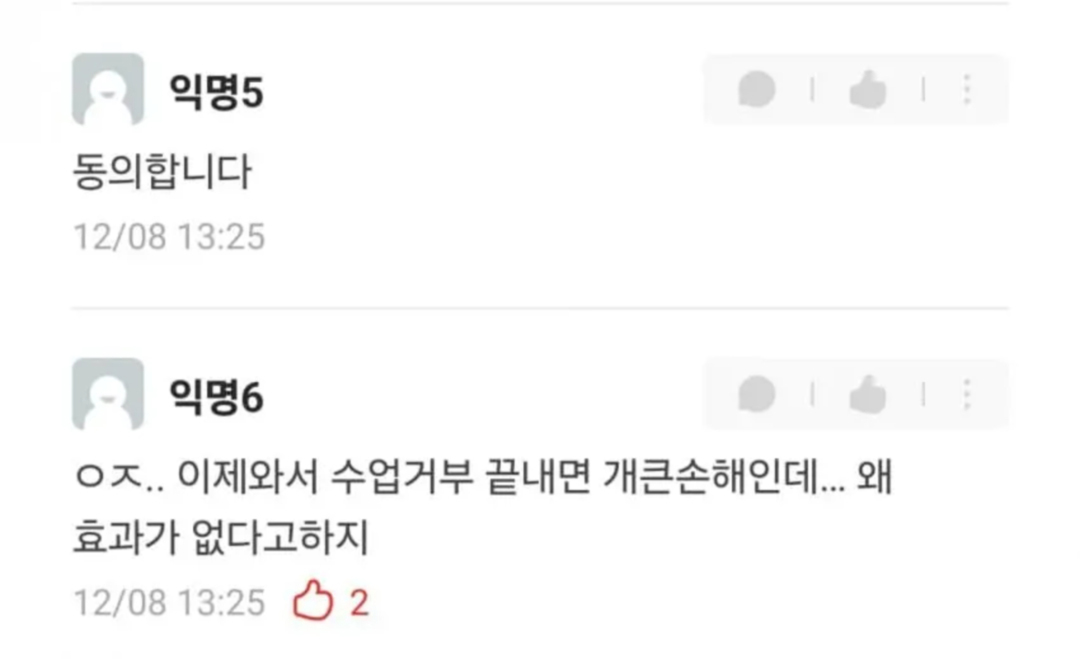 익명5
동의합니다
12/08 13:25
익명6
ㅇㅈ.. 이제와서 수업거부 끝내면 개큰손해인데... 왜
효과가 없다고하지
12/08 13:25 2